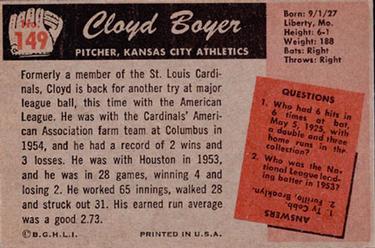 No.
149
Cloyd Boyer
PITCHER, KANSAS CITY ATHLETICS
Born: 9/1/27
Liberty, Mo.
Height: 6-1
Weight: 188
Bats: Right
Throws: Right
Formerly a member of the St. Louis Cardi-
nals, Cloyd is back for another try at major
league ball, this time with the American
League. He was with the Cardinals' Ameri-
can Association farm team at Columbus in
1954, and he had a record of 2 wins and
3 losses. He was with Houston in 1953,
and he was in 28 games, winning 4 and
losing 2. He worked 65 innings, walked 28
and struck out 31. His earned run average
was a good 2.73.
QUESTIONS
1. Who had 6 hits in
6 times at bat,
May 5, 1925, with
a double and three
home runs in the
collection?
2. Who was the Na-
tional League lead-
ing batter in 1953?
ANSWERS
1. Ty Cobb.
2. Furillo, Brooklyn.
©B.G.H.L.I.
PRINTED IN U.S.A.